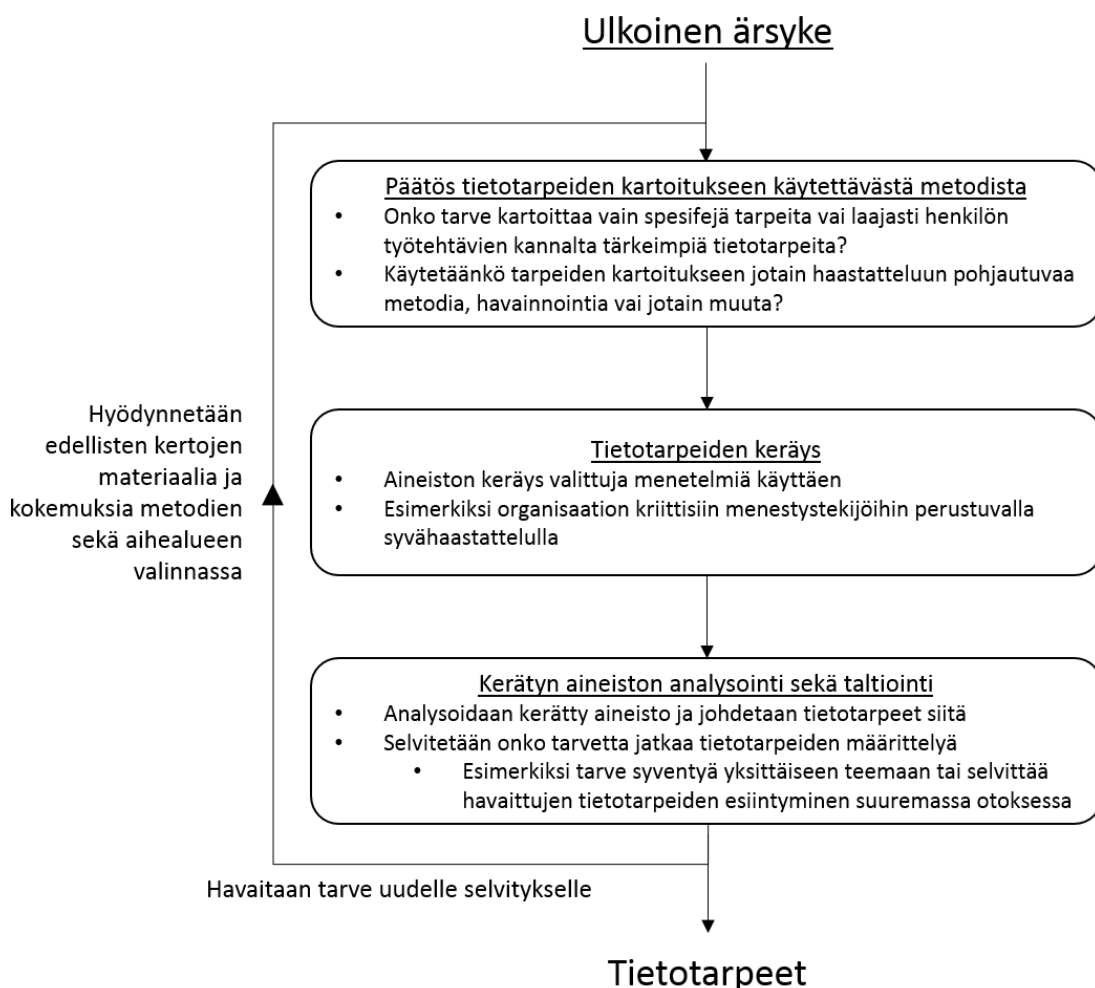 Ulkoinen ärsyke
Päätös tietotarpeiden kartoitukseen käytettävästä metodista
• Onko tarve kartoittaa vain spesifejä tarpeita vai laajasti henkilön
työtehtävien kannalta tärkeimpiä tietotarpeita?
• Käytetäänkö tarpeiden kartoitukseen jotain haastatteluun pohjautuvaa
metodia, havainnointia vai jotain muuta?
Hyödynnetään
edellisten kertojen
materiaalia ja
kokemuksia metodien
sekä aihealueen
valinnassa
Tietotarpeiden keräys
• Aineiston keräys valittuja menetelmiä käyttäen
• Esimerkiksi organisaation kriittisiin menestystekijöihin perustuvalla
syvähaastattelulla
Kerätyn aineiston analysointi sekä taltiointi
• Analysoidaan kerätty aineisto ja johdetaan tietotarpeet siitä
• Selvitetään onko tarvetta jatkaa tietotarpeiden määrittelyä
• Esimerkiksi tarve syventyä yksittäiseen teemaan tai selvittää
havaittujen tietotarpeiden esiintyminen suuremassa otoksessa
Havaitaan tarve uudelle selvitykselle
Tietotarpeet